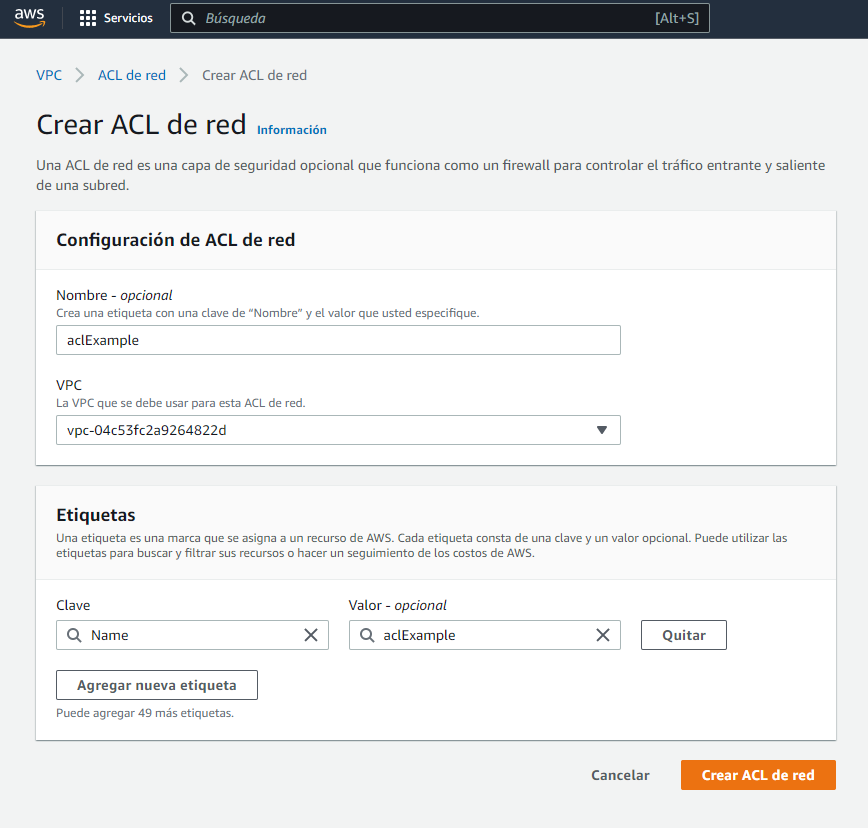 aws
Servicios
Búsqueda
[Alt+S]
VPC > ACL de red > Crear ACL de red
Crear ACL de red Información
Una ACL de red es una capa de seguridad opcional que funciona como un firewall para controlar el tráfico entrante y saliente
de una subred.
Configuración de ACL de red
Nombre - opcional
Crea una etiqueta con una clave de “Nombre” y el valor que usted especifique.
aclExample
VPC
La VPC que se debe usar para esta ACL de red.
vpc-04c53fc2a9264822d
Etiquetas
Una etiqueta es una marca que se asigna a un recurso de AWS. Cada etiqueta consta de una clave y un valor opcional. Puede utilizar las
etiquetas para buscar y filtrar sus recursos o hacer un seguimiento de los costos de AWS.
Clave
Valor - opcional
Name
aclExample
Quitar
Agregar nueva etiqueta
Puede agregar 49 más etiquetas.
Cancelar
Crear ACL de red